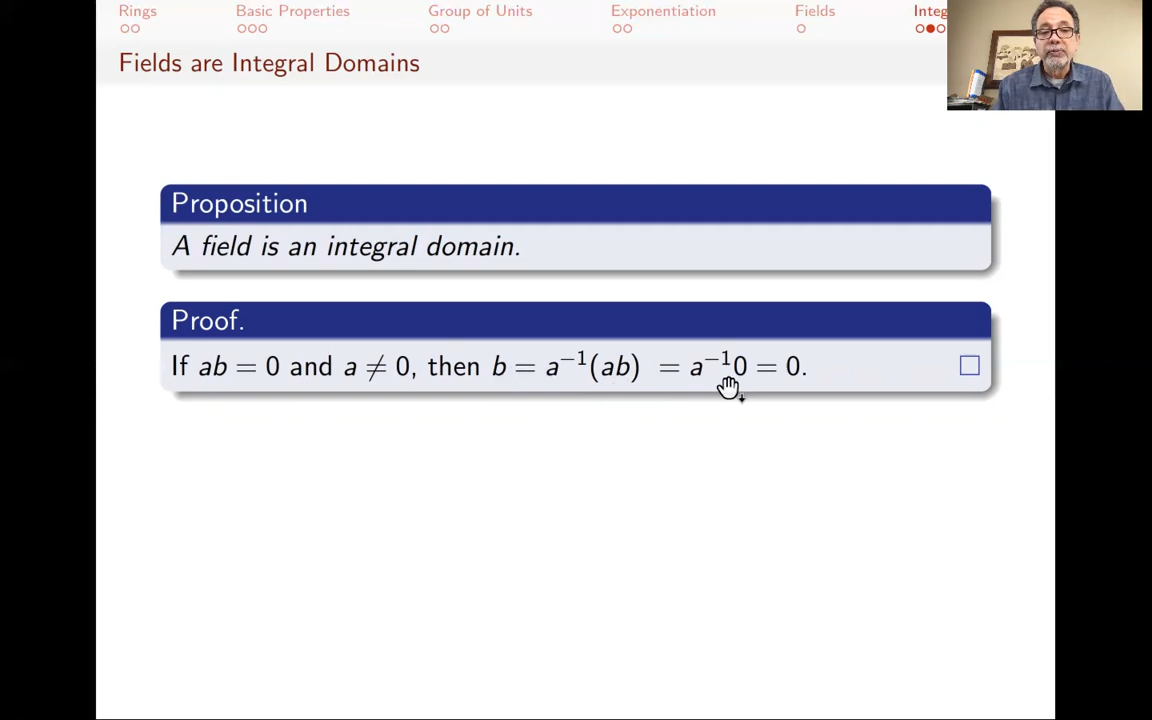 Rings Basic Properties Group of Units Exponentiation Fields Integ
Fields are Integral Domains
Proposition
A field is an integral domain.
Proof.
If ab = 0 and a ≠ 0, then b = a⁻¹(ab) = a⁻¹0 = 0.